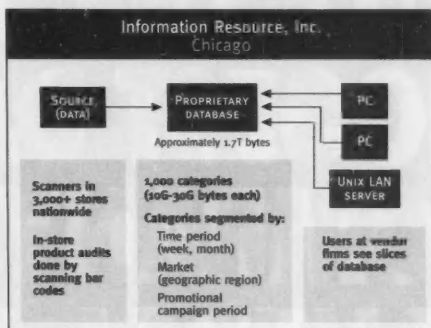 Information Resource, Inc.
Chicago
Source
(data)
Proprietary
database
Approximately 1.7T bytes
PC
PC
Unix LAN
server
Scanners in
3,000+ stores
nationwide
In-store
product audits
done by
scanning bar
codes
1,000 categories
(10G-30G bytes each)
Categories segmented by:
Time period
(week, month)
Market
(geographic region)
Promotional
campaign period
Users at vendor
firms see slices
of database